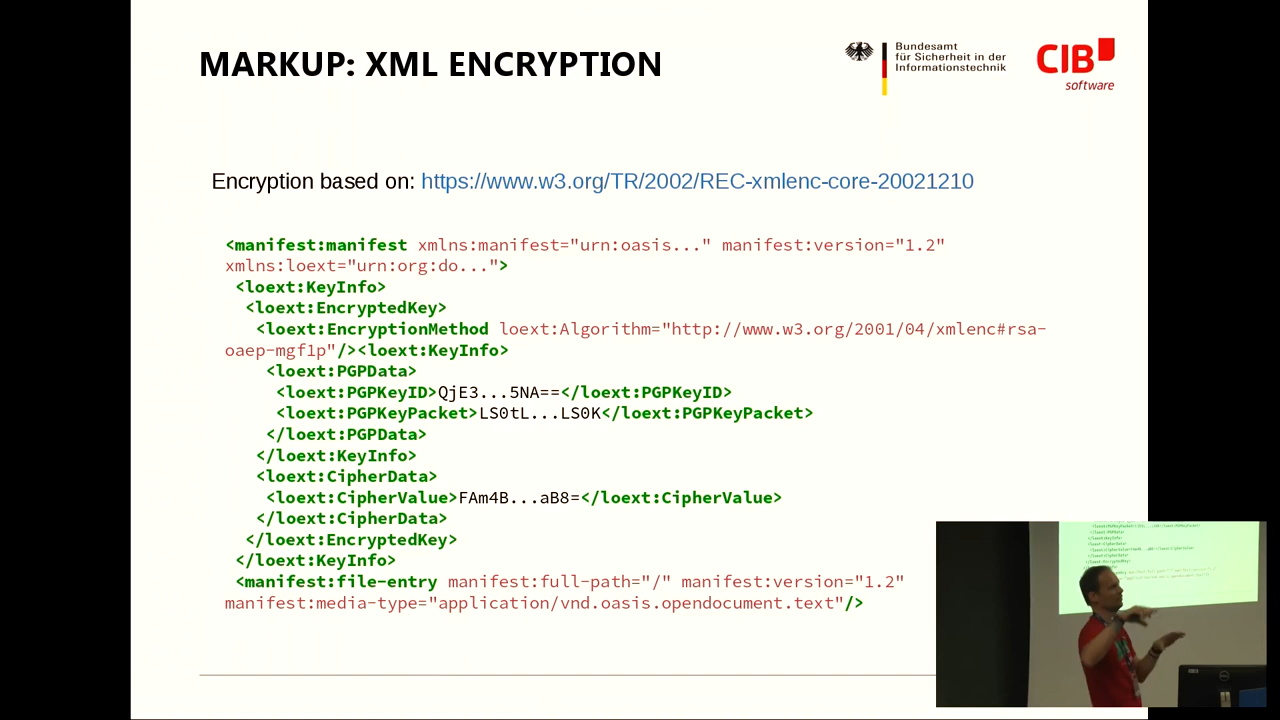 MARKUP: XML ENCRYPTION
Bundesamt
für Sicherheit in der
Informationstechnik
CIB
software
Encryption based on: https://www.w3.org/TR/2002/REC-xmlenc-core-20021210
<manifest:manifest xmlns:manifest="urn:oasis..." manifest:version="1.2"
xmlns:loext="urn:org:do...">
<loext:KeyInfo>
<loext:EncryptedKey>
<loext:EncryptionMethod loext:Algorithm="http://www.w3.org/2001/04/xmlenc#rsa-
oaep-mgf1p"/><loext:KeyInfo>
<loext:PGPData>
<loext:PGPKeyID>QjE3...5NA==</loext:PGPKeyID>
<loext:PGPKeyPacket>LS0tL...LS0K</loext:PGPKeyPacket>
</loext:PGPData>
</loext:KeyInfo>
<loext:CipherData>
<loext:CipherValue>FAm4B...aB8=</loext:CipherValue>
</loext:CipherData>
</loext:EncryptedKey>
</loext:KeyInfo>
<manifest:file-entry manifest:full-path="/" manifest:version="1.2"
manifest:media-type="application/vnd.oasis.opendocument.text"/>